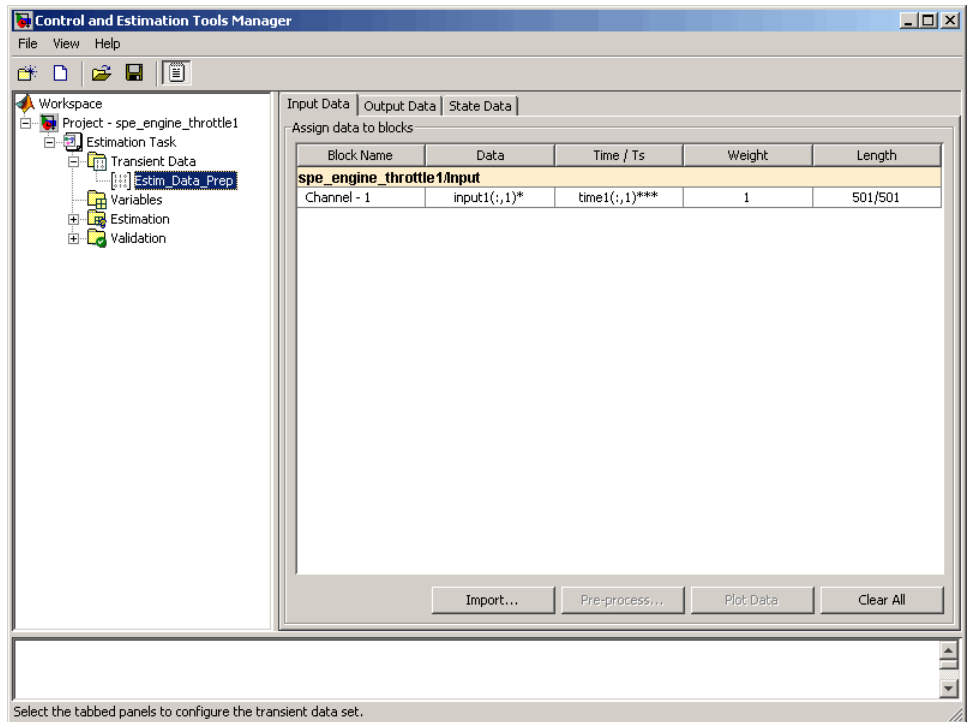 Control and Estimation Tools Manager
File View Help
Workspace
Project - spe_engine_throttle1
Estimation Task
Transient Data
Estim_Data_Prep
Variables
Estimation
Validation
Input Data Output Data State Data
Assign data to blocks
Block Name Data Time / Ts Weight Length
spe_engine_throttle1/Input
Channel - 1 input1(:,1)* time1(:,1)*** 1 501/501
Import... Pre-process... Plot Data Clear All
Select the tabbed panels to configure the transient data set.